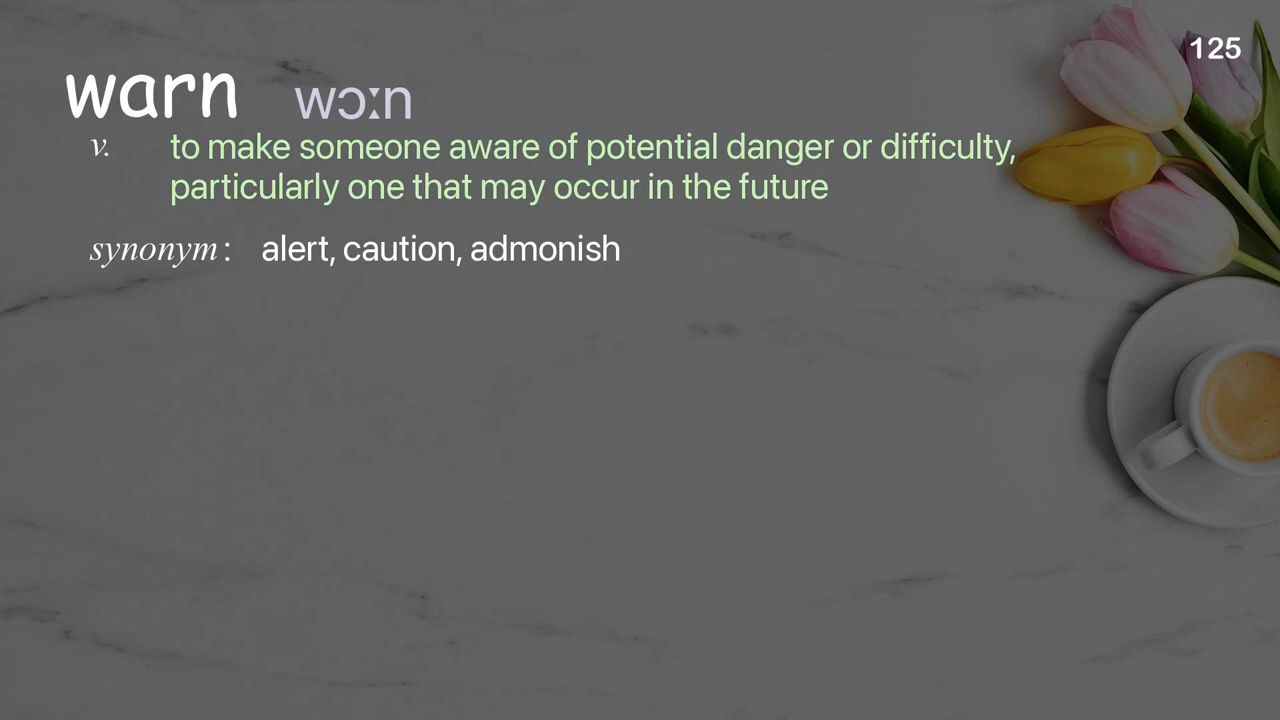 125
warn wɔːn
v. to make someone aware of potential danger or difficulty,
particularly one that may occur in the future
synonym : alert, caution, admonish